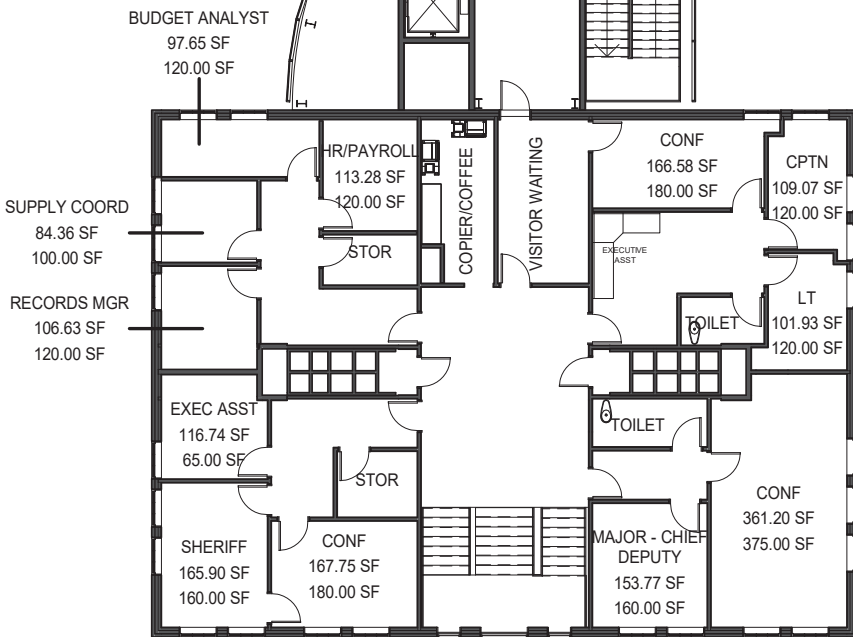 BUDGET ANALYST
97.65 SF
120.00 SF
HR/PAYROLL
113.28 SF
120.00 SF
COPIER/COFFEE
VISITOR WAITING
CONF
166.58 SF
180.00 SF
CPTN
109.07 SF
120.00 SF
SUPPLY COORD
84.36 SF
100.00 SF
STOR
EXECUTIVE
ASST
RECORDS MGR
106.63 SF
120.00 SF
TOILET
LT
101.93 SF
120.00 SF
EXEC ASST
116.74 SF
65.00 SF
STOR
TOILET
SHERIFF
165.90 SF
160.00 SF
CONF
167.75 SF
180.00 SF
MAJOR - CHIEF
DEPUTY
153.77 SF
160.00 SF
CONF
361.20 SF
375.00 SF